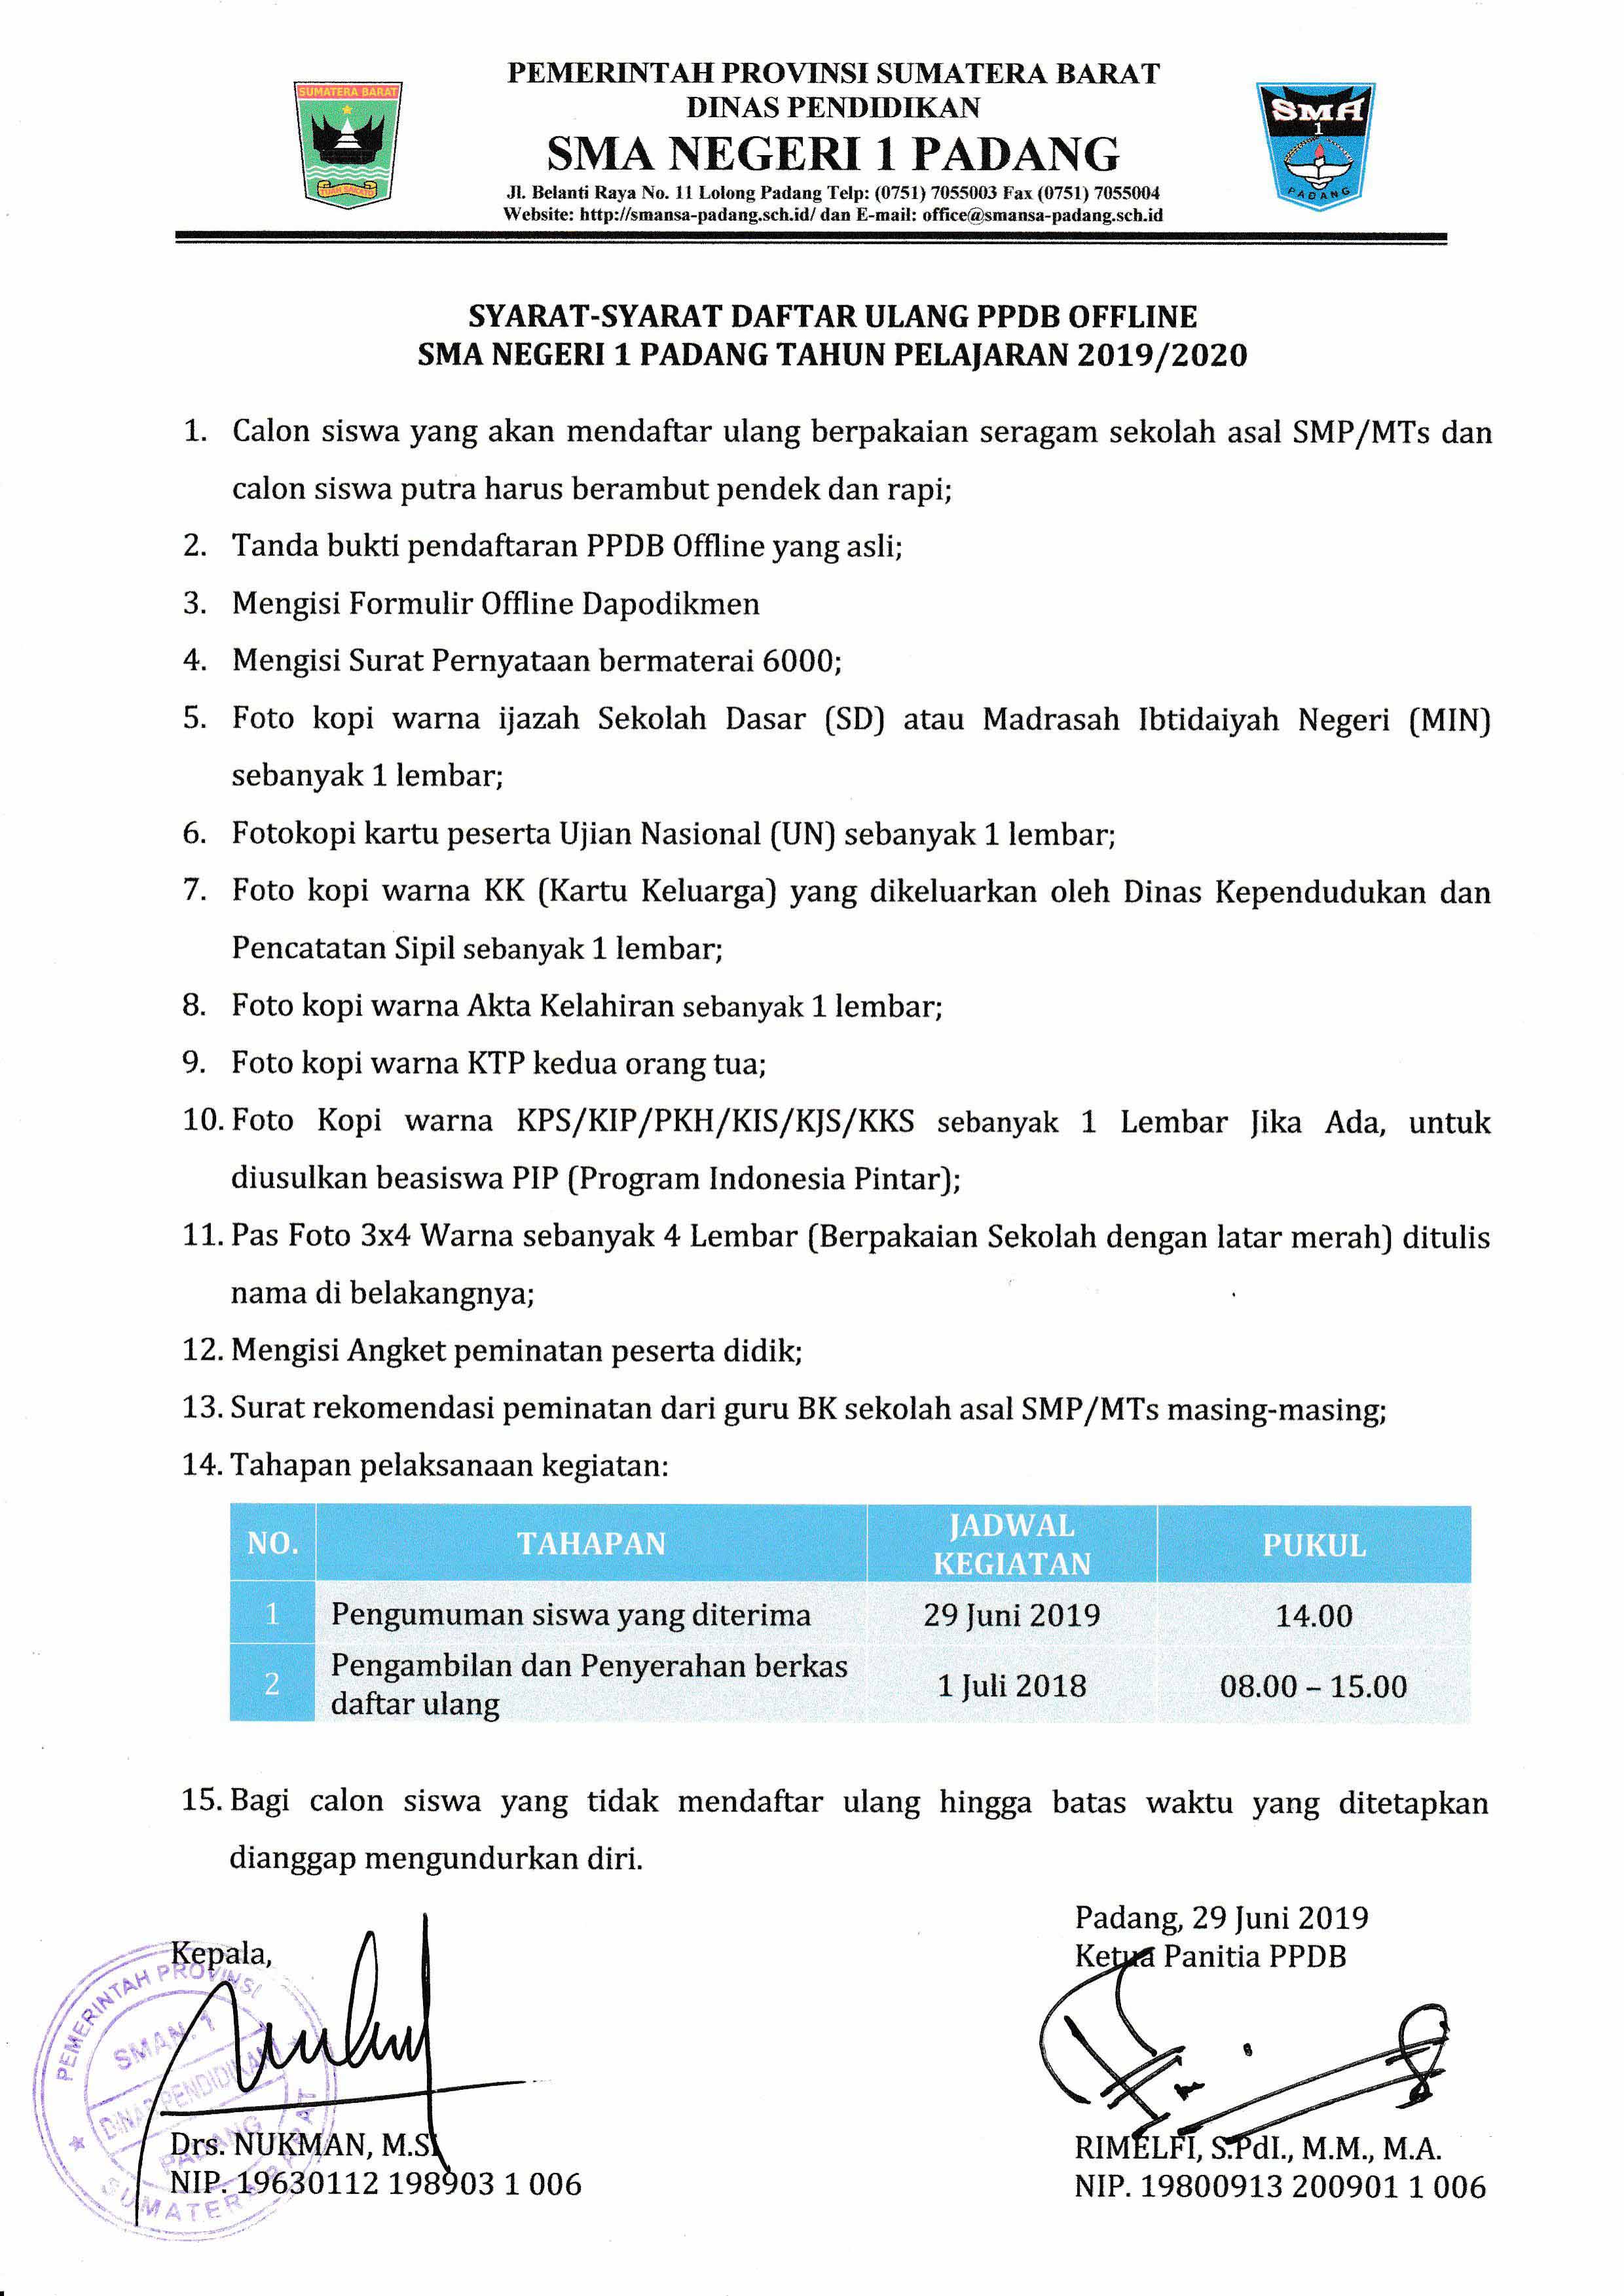 SUMATERA BARAT
TUAH SAKATO
PEMERINTAH PROVINSI SUMATERA BARAT
DINAS PENDIDIKAN
SMA NEGERI 1 PADANG
Jl. Belanti Raya No. 11 Lolong Padang Telp: (0751) 7055003 Fax (0751) 7055004
Website: http://smansa-padang.sch.id/ dan E-mail: office@smansa-padang.sch.id
SMA
1
PADANG
SYARAT-SYARAT DAFTAR ULANG PPDB OFFLINE
SMA NEGERI 1 PADANG TAHUN PELAJARAN 2019/2020
1. Calon siswa yang akan mendaftar ulang berpakaian seragam sekolah asal SMP/MTs dan
calon siswa putra harus berambut pendek dan rapi;
2. Tanda bukti pendaftaran PPDB Offline yang asli;
3. Mengisi Formulir Offline Dapodikmen
4. Mengisi Surat Pernyataan bermaterai 6000;
5. Foto kopi warna ijazah Sekolah Dasar (SD) atau Madrasah Ibtidaiyah Negeri (MIN)
sebanyak 1 lembar;
6. Fotokopi kartu peserta Ujian Nasional (UN) sebanyak 1 lembar;
7. Foto kopi warna KK (Kartu Keluarga) yang dikeluarkan oleh Dinas Kependudukan dan
Pencatatan Sipil sebanyak 1 lembar;
8. Foto kopi warna Akta Kelahiran sebanyak 1 lembar;
9. Foto kopi warna KTP kedua orang tua;
10. Foto Kopi warna KPS/KIP/PKH/KIS/KJS/KKS sebanyak 1 Lembar Jika Ada, untuk
diusulkan beasiswa PIP (Program Indonesia Pintar);
11. Pas Foto 3x4 Warna sebanyak 4 Lembar (Berpakaian Sekolah dengan latar merah) ditulis
nama di belakangnya;
12. Mengisi Angket peminatan peserta didik;
13. Surat rekomendasi peminatan dari guru BK sekolah asal SMP/MTs masing-masing;
14. Tahapan pelaksanaan kegiatan:
NO. TAHAPAN JADWAL KEGIATAN PUKUL
1 Pengumuman siswa yang diterima 29 Juni 2019 14.00
2 Pengambilan dan Penyerahan berkas daftar ulang 1 Juli 2018 08.00 – 15.00
15. Bagi calon siswa yang tidak mendaftar ulang hingga batas waktu yang ditetapkan
dianggap mengundurkan diri.
Padang, 29 Juni 2019
Kepala,
Ketua Panitia PPDB
PEMERINTAH PROVINSI
SMAN. 1
DINAS PENDIDIKAN
PADANG
SUMATERA BARAT
Drs. NUKMAN, M.Si
NIP. 19630112 198903 1 006
RIMELFI, S.PdI., M.M., M.A.
NIP. 19800913 200901 1 006